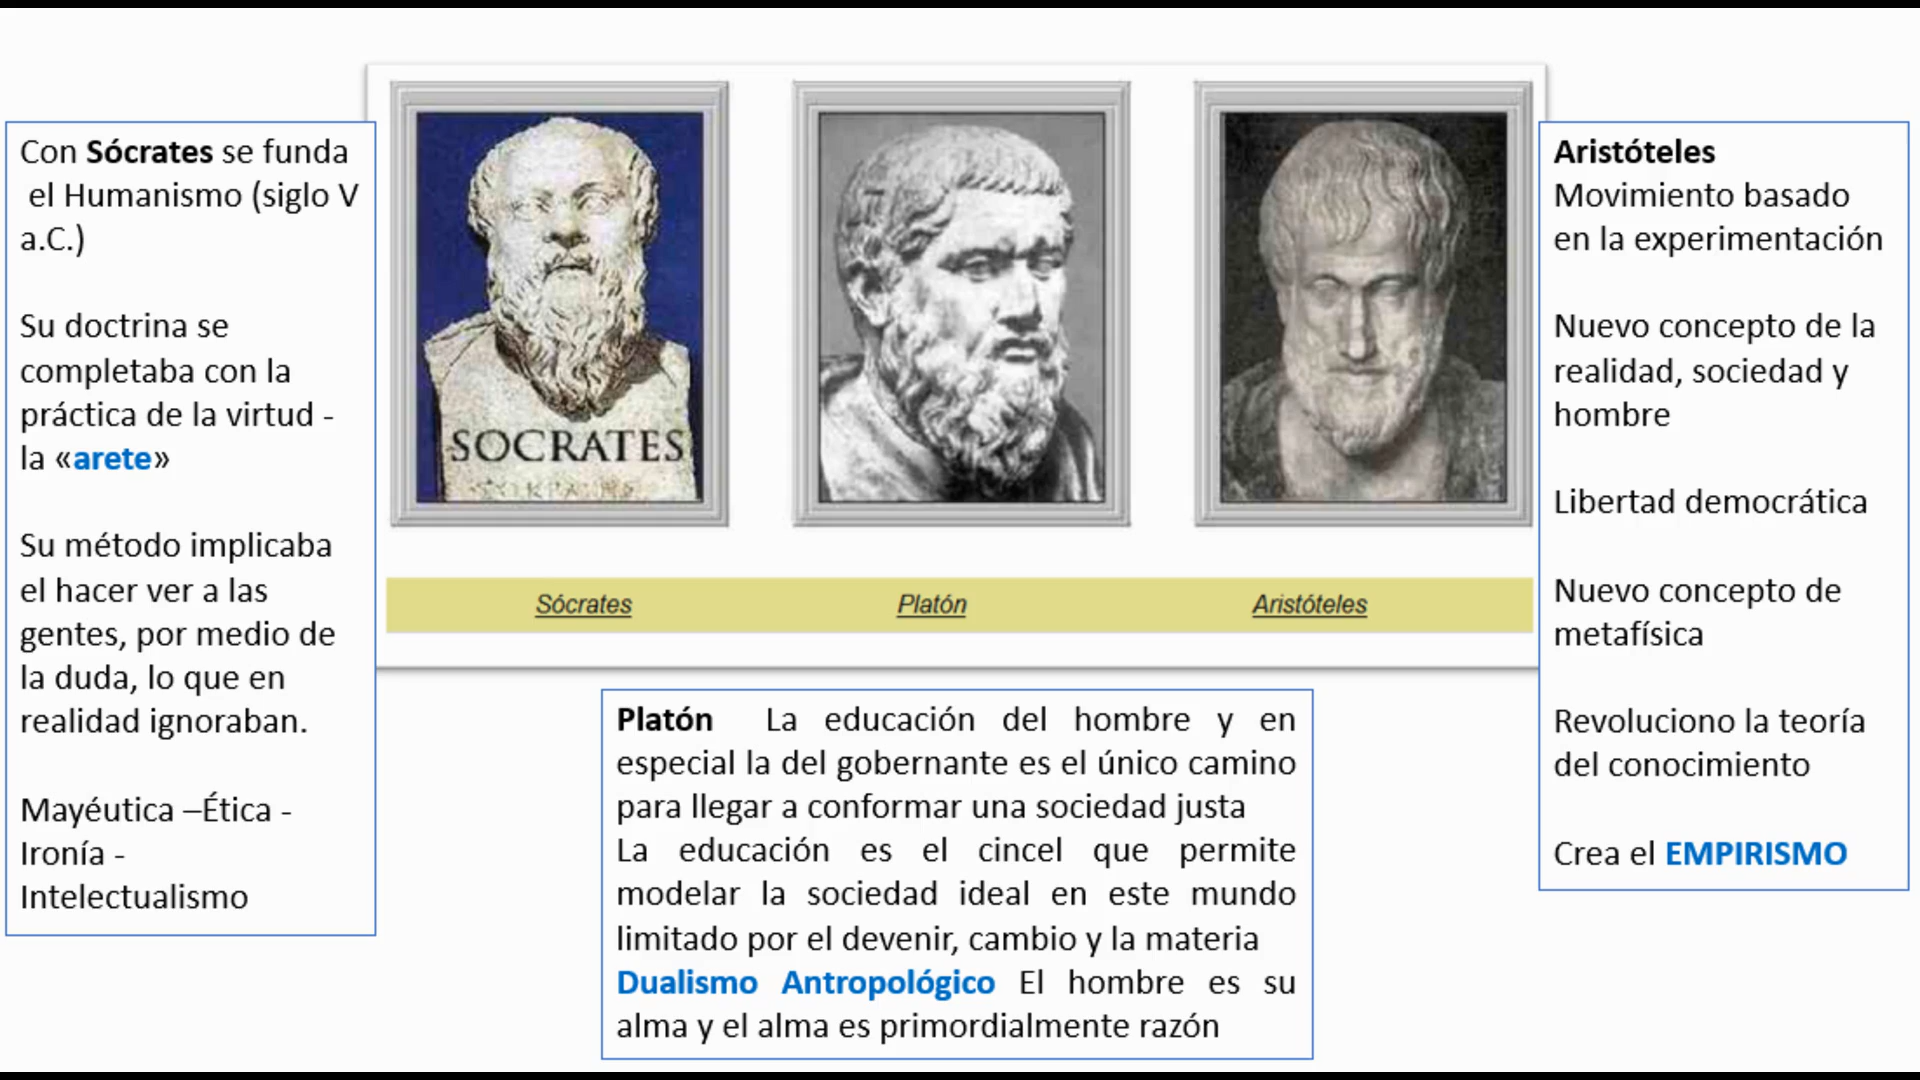 Con Sócrates se funda
el Humanismo (siglo V
a.C.)
Su doctrina se
completaba con la
práctica de la virtud -
la «arete»
Su método implicaba
el hacer ver a las
gentes, por medio de
la duda, lo que en
realidad ignoraban.
Mayéutica –Ética -
Ironía -
Intelectualismo
SOCRATES
Sócrates
Platón
Aristóteles
Platón La educación del hombre y en
especial la del gobernante es el único camino
para llegar a conformar una sociedad justa
La educación es el cincel que permite
modelar la sociedad ideal en este mundo
limitado por el devenir, cambio y la materia
Dualismo Antropológico El hombre es su
alma y el alma es primordialmente razón
Aristóteles
Movimiento basado
en la experimentación
Nuevo concepto de la
realidad, sociedad y
hombre
Libertad democrática
Nuevo concepto de
metafísica
Revoluciono la teoría
del conocimiento
Crea el EMPIRISMO